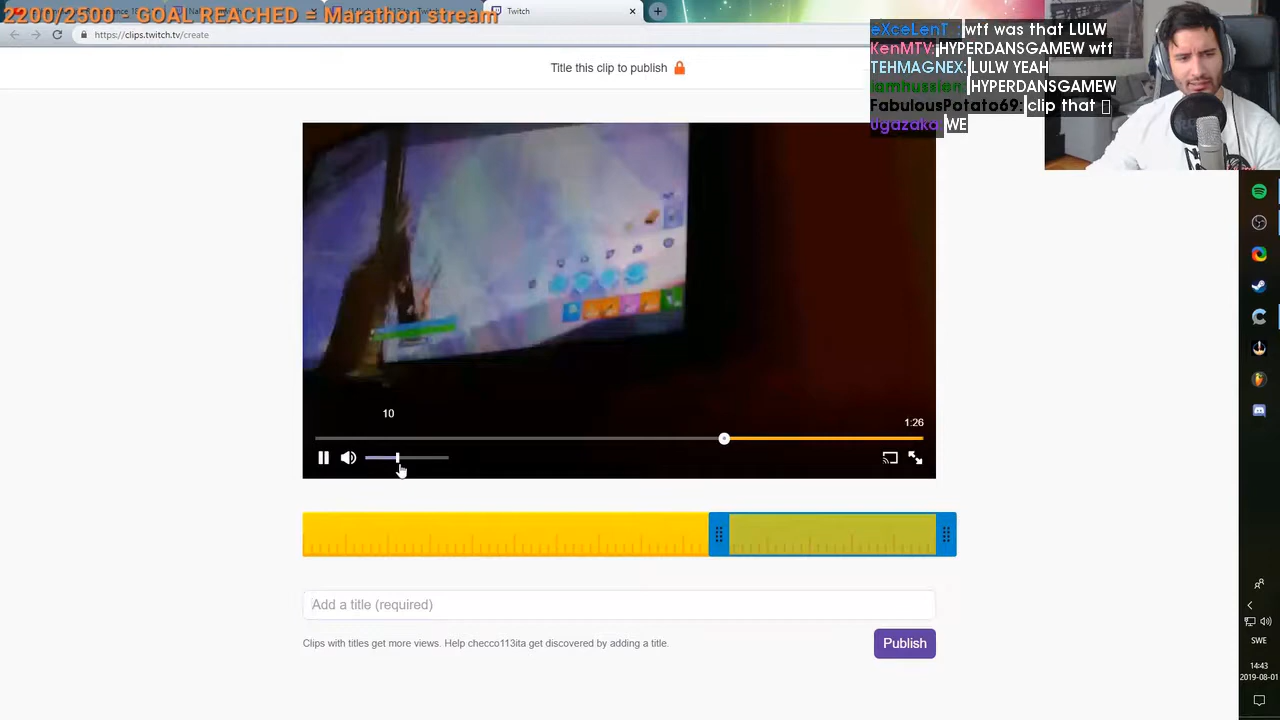 2200/2500 - GOAL REACHED = Marathon stream
Twitch
https://clips.twitch.tv/create
Title this clip to publish
eXceLenT_: wtf was that LULW
KenMTV: HYPERDANSGAMEW wtf
TEHMAGNEX: LULW YEAH
iamhussien: HYPERDANSGAMEW
FabulousPotato69: clip that
ugazaka: WE
10
1:26
Add a title (required)
Clips with titles get more views. Help checco113ita get discovered by adding a title.
Publish
SWE
14:43
2019-08-01